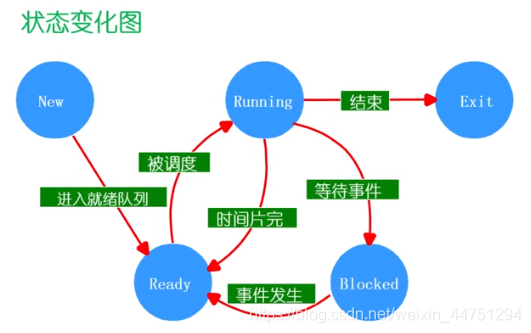 状态变化图
New
Running
结束
Exit
被调度
进入就绪队列
时间片完
等待事件
Ready
事件发生
Blocked
https://blog.csdn.net/weixin_44751294